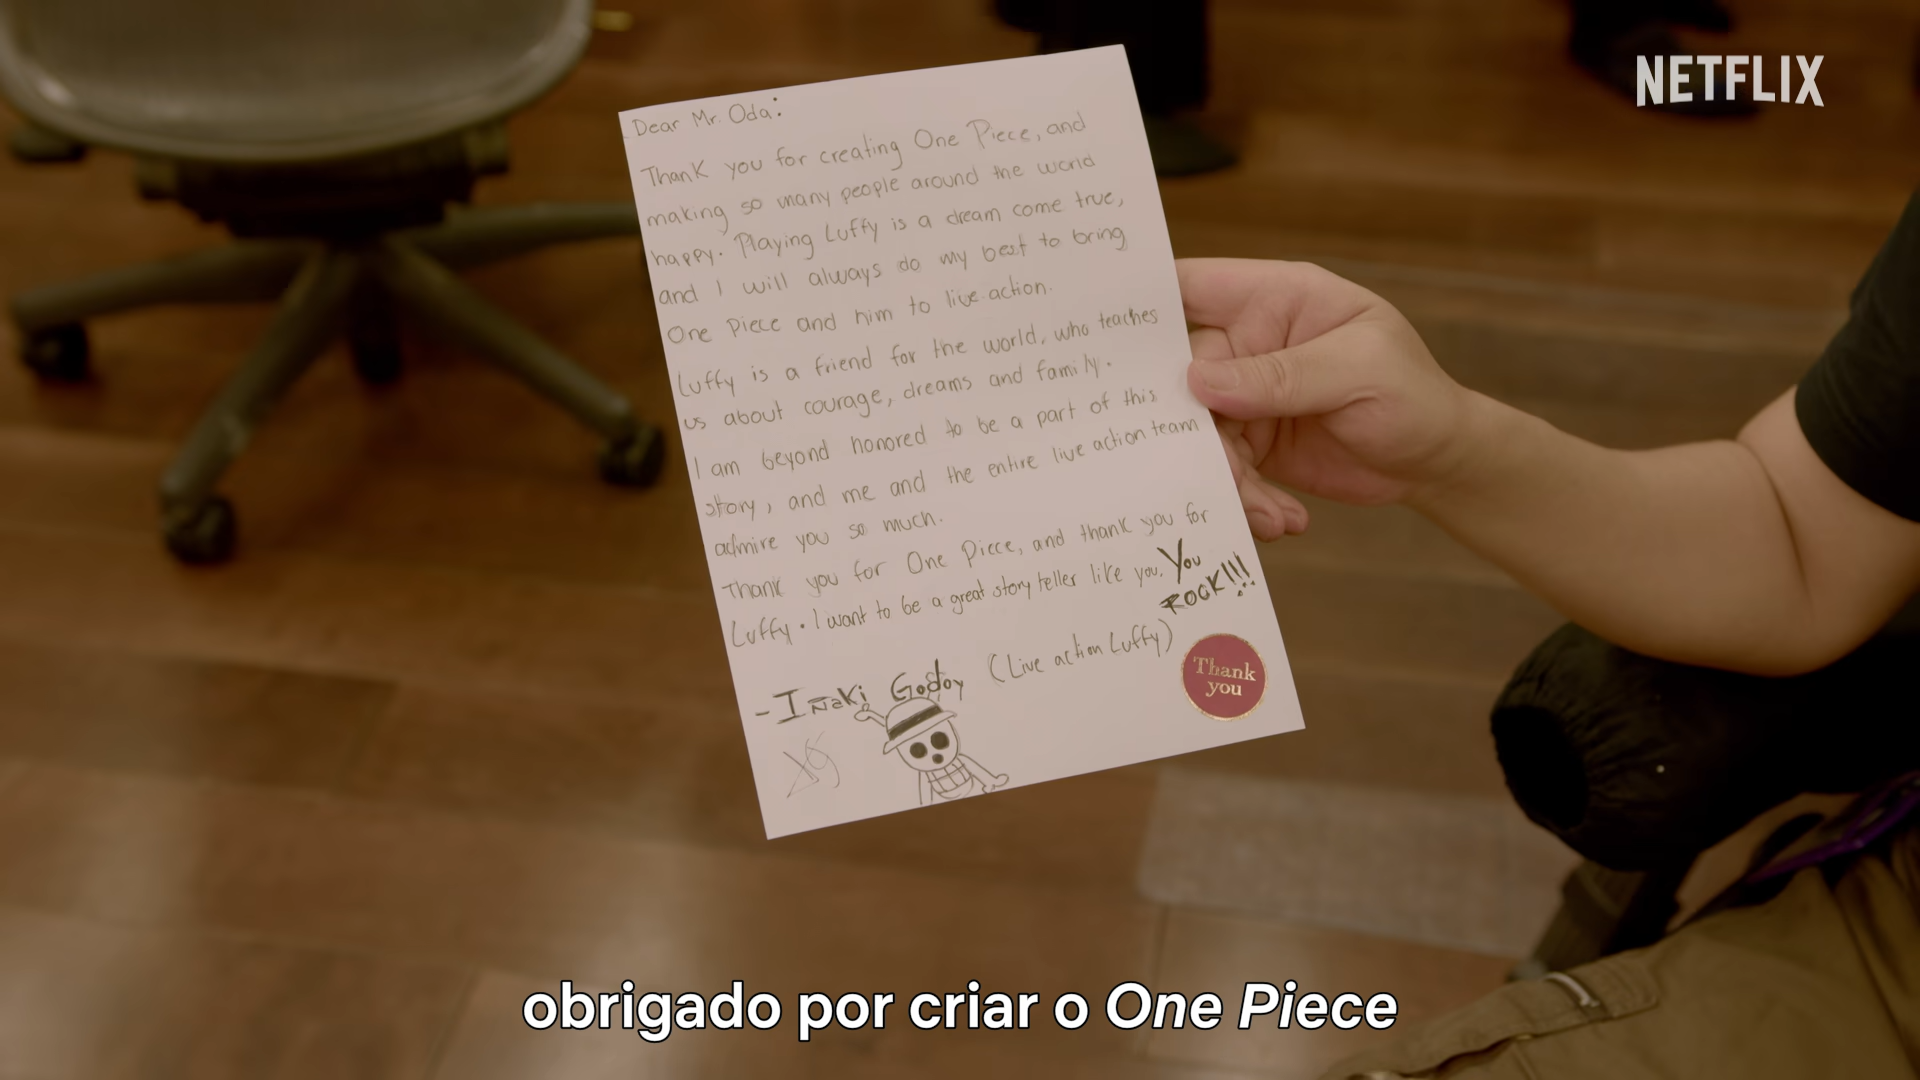 NETFLIX
Dear Mr. Oda:
Thank you for creating One Piece, and
making so many people around the world
happy. Playing Luffy is a dream come true,
and I will always do my best to bring
One Piece and him to live action.
Luffy is a friend for the world, who teaches
us about courage, dreams and family.
I am beyond honored to be a part of this
story, and me and the entire live action team
admire you so much.
Thank you for One Piece, and thank you for
Luffy. I want to be a great story teller like you. You
ROCK!!!
- Iñaki Godoy (Live action Luffy)
Thank
you
obrigado por criar o One Piece